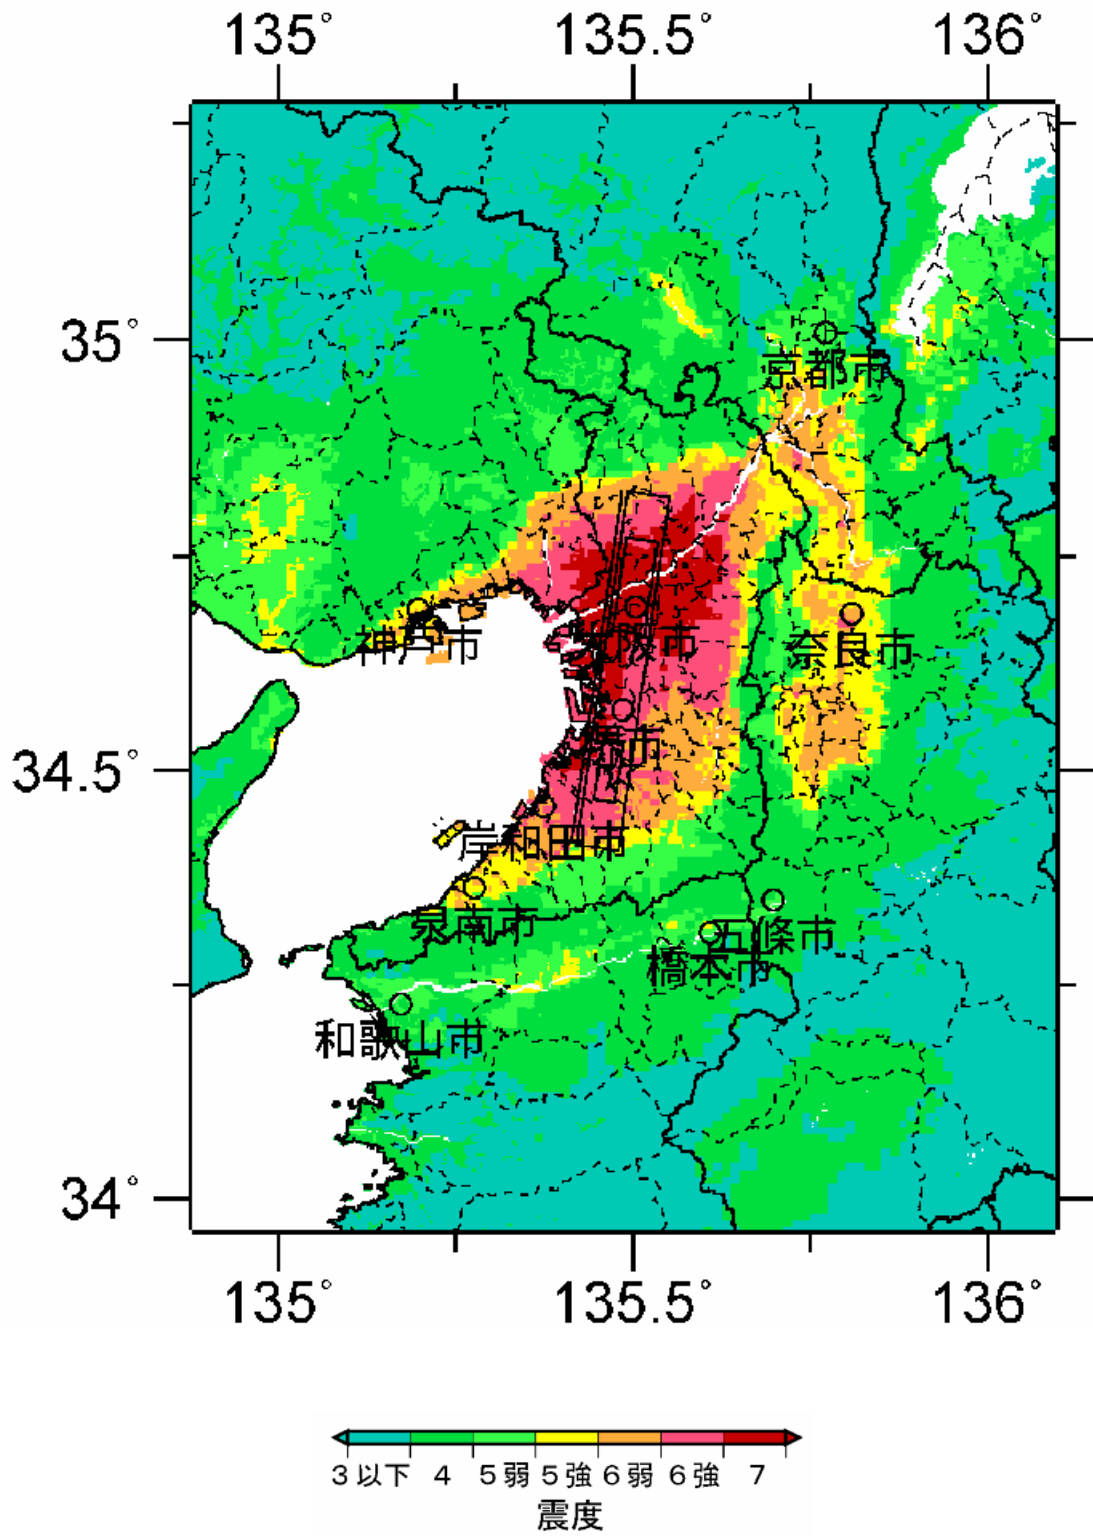 135°
135.5°
136°
35°
京都市
神戸市
大阪市
奈良市
堺市
34.5°
岸和田市
泉南市
五條市
橋本市
和歌山市
34°
135°
135.5°
136°
3以下 4 5弱 5強 6弱 6強 7
震度